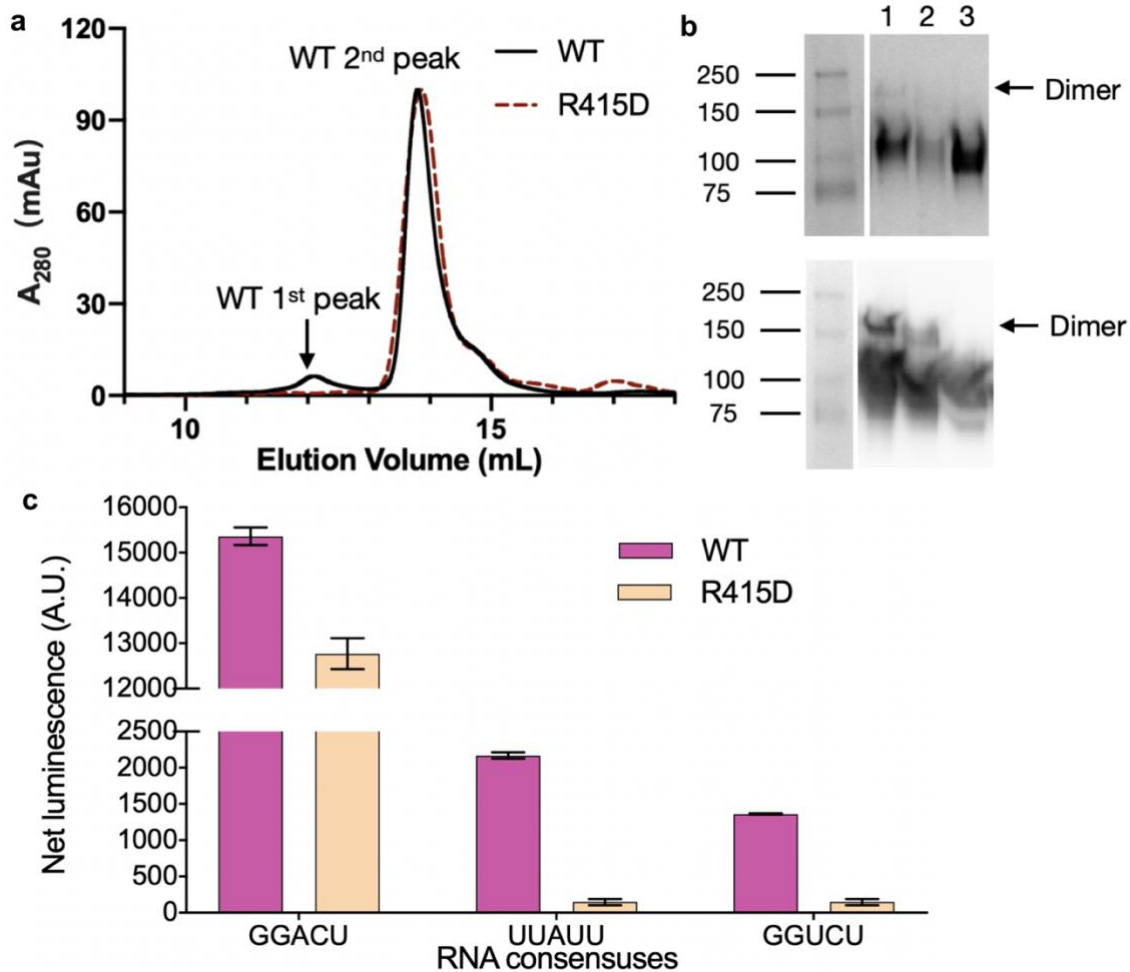 a
120
90
60
30
0
A280 (mAu)
WT 2nd peak
WT 1st peak
WT
R415D
10
15
Elution Volume (mL)
b
1 2 3
250
150
100
75
Dimer
250
150
100
75
Dimer
c
16000
15000
14000
13000
12000
2500
2000
1500
1000
500
0
Net luminescence (A.U.)
WT
R415D
GGACU UUAUU GGUCU
RNA consensuses